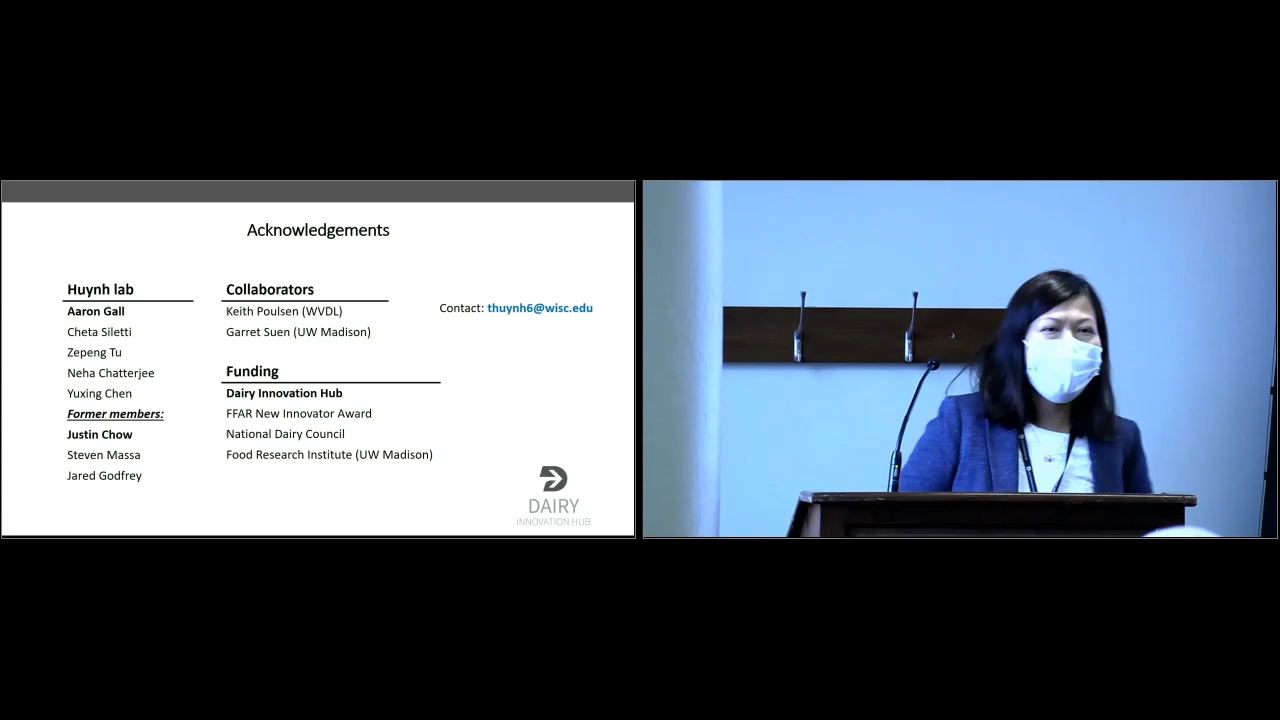 Acknowledgements
Huynh lab
Aaron Gall
Cheta Siletti
Zepeng Tu
Neha Chatterjee
Yuxing Chen
Former members:
Justin Chow
Steven Massa
Jared Godfrey
Collaborators
Keith Poulsen (WVDL)
Garret Suen (UW Madison)
Funding
Dairy Innovation Hub
FFAR New Innovator Award
National Dairy Council
Food Research Institute (UW Madison)
Contact: thuynh6@wisc.edu
DAIRY
INNOVATION HUB